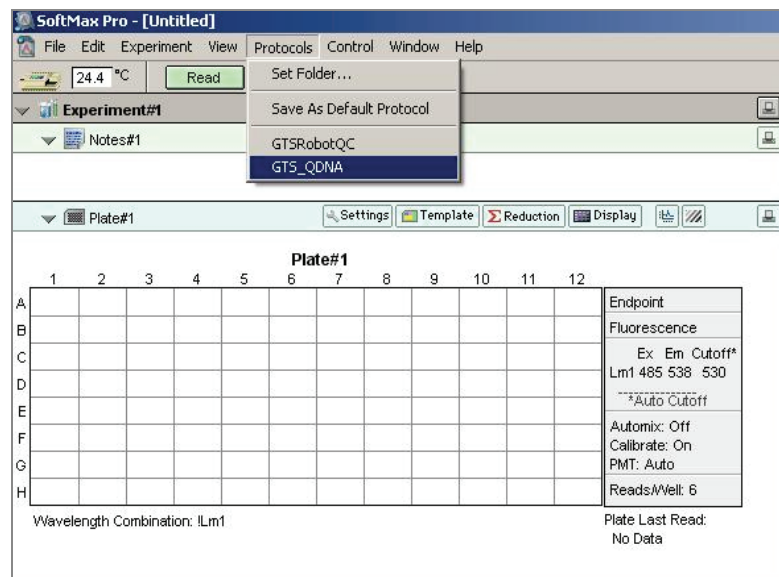 SoftMax Pro - [Untitled]
File Edit Experiment View Protocols Control Window Help
24.4 °C Read
Set Folder...
Save As Default Protocol
GTSRobotQC
GTS_QDNA
Experiment#1
Notes#1
Plate#1 Settings Template Reduction Display
Plate#1
1 2 3 4 5 6 7 8 9 10 11 12
A
B
C
D
E
F
G
H
Endpoint
Fluorescence
Ex Em Cutoff*
Lm1 485 538 530
*Auto Cutoff
Automix: Off
Calibrate: On
PMT: Auto
Reads/Well: 6
Wavelength Combination: !Lm1
Plate Last Read:
No Data